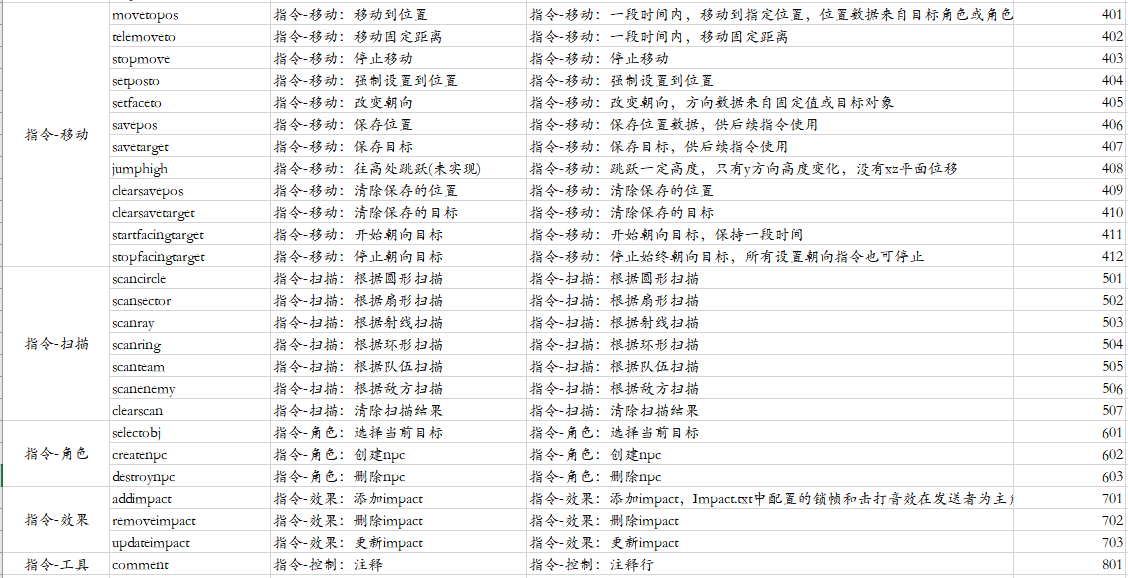 movetopos 指令-移动：移动到位置 指令-移动：一段时间内，移动到指定位置，位置数据来自目标角色或角色 401
telemoveto 指令-移动：移动固定距离 指令-移动：一段时间内，移动固定距离 402
stopmove 指令-移动：停止移动 指令-移动：停止移动 403
setposto 指令-移动：强制设置到位置 指令-移动：强制设置到位置 404
setfaceto 指令-移动：改变朝向 指令-移动：改变朝向，方向数据来自固定值或目标对象 405
指令-移动 savepos 指令-移动：保存位置 指令-移动：保存位置数据，供后续指令使用 406
savetarget 指令-移动：保存目标 指令-移动：保存目标，供后续指令使用 407
jumphigh 指令-移动：往高处跳跃(未实现) 指令-移动：跳跃一定高度，只有y方向高度变化，没有xz平面位移 408
clearsavepos 指令-移动：清除保存的位置 指令-移动：清除保存的位置 409
clearsavetarget 指令-移动：清除保存的目标 指令-移动：清除保存的目标 410
startfacingtarget 指令-移动：开始朝向目标 指令-移动：开始朝向目标，保持一段时间 411
stopfacingtarget 指令-移动：停止朝向目标 指令-移动：停止始终朝向目标，所有设置朝向指令也可停止 412
scancircle 指令-扫描：根据圆形扫描 指令-扫描：根据圆形扫描 501
scansector 指令-扫描：根据扇形扫描 指令-扫描：根据扇形扫描 502
scanray 指令-扫描：根据射线扫描 指令-扫描：根据射线扫描 503
指令-扫描 scanring 指令-扫描：根据环形扫描 指令-扫描：根据环形扫描 504
scanteam 指令-扫描：根据队伍扫描 指令-扫描：根据队伍扫描 505
scanenemy 指令-扫描：根据敌方扫描 指令-扫描：根据敌方扫描 506
clearscan 指令-扫描：清除扫描结果 指令-扫描：清除扫描结果 507
selectobj 指令-角色：选择当前目标 指令-角色：选择当前目标 601
指令-角色 createnpc 指令-角色：创建npc 指令-角色：创建npc 602
destroynpc 指令-角色：删除npc 指令-角色：删除npc 603
addimpact 指令-效果：添加impact 指令-效果：添加impact，Impact.txt中配置的锁帧和击打音效在发送者为主 701
指令-效果 removeimpact 指令-效果：删除impact 指令-效果：删除impact 702
updateimpact 指令-效果：更新impact 指令-效果：更新impact 703
指令-工具 comment 指令-控制：注释 指令-控制：注释行 801